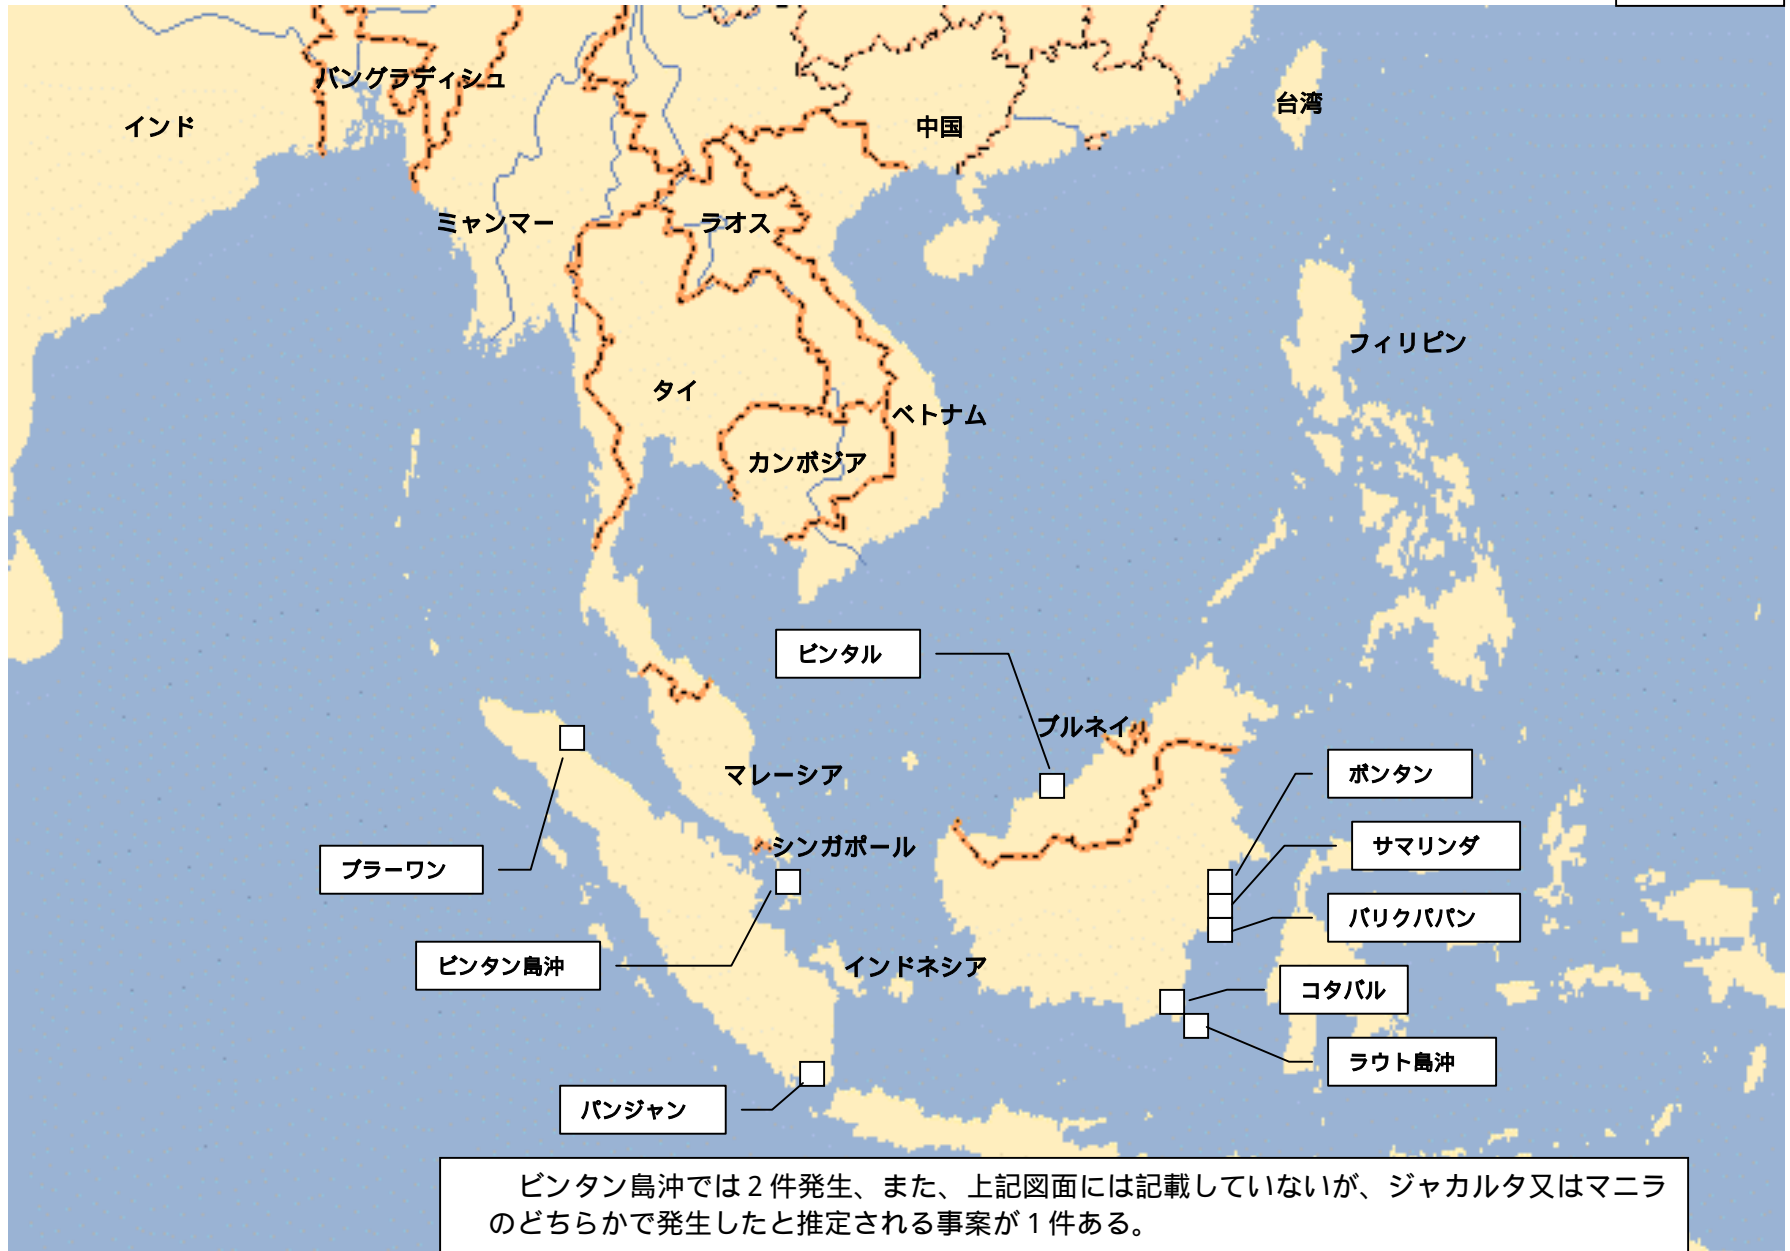 バングラディシュ
インド
台湾
中国
ミャンマー
ラオス
フィリピン
タイ
ベトナム
カンボジア
ビンタル
ブルネイ
マレーシア
ボンタン
シンガポール
サマリンダ
ブラーワン
バリクパパン
ビンタン島沖
インドネシア
コタバル
ラウト島沖
パンジャン
ビンタン島沖では2件発生、また、上記図面には記載していないが、ジャカルタ又はマニラ
のどちらかで発生したと推定される事案が1件ある。